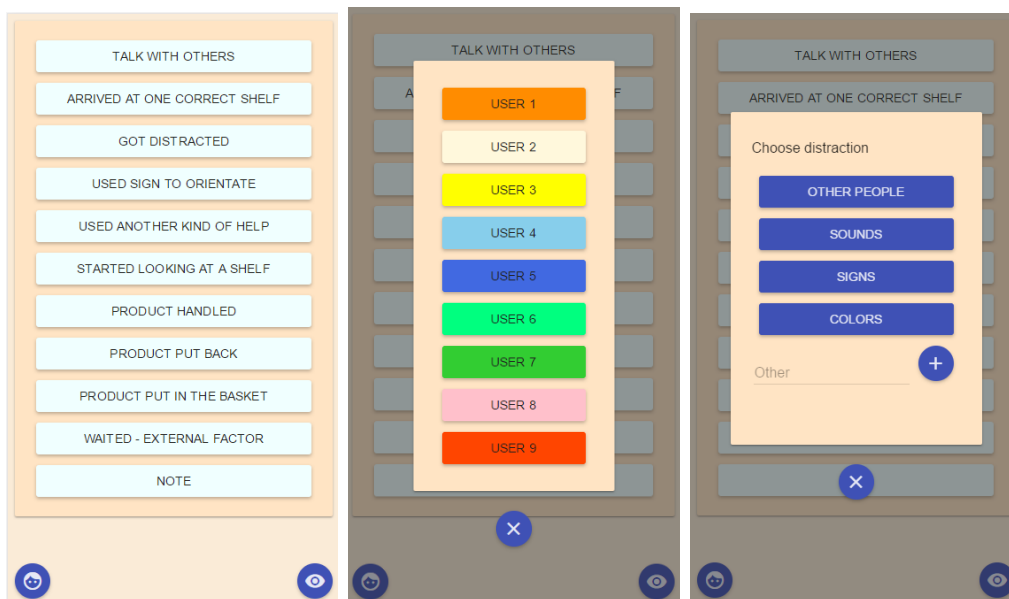 TALK WITH OTHERS
ARRIVED AT ONE CORRECT SHELF
GOT DISTRACTED
USED SIGN TO ORIENTATE
USED ANOTHER KIND OF HELP
STARTED LOOKING AT A SHELF
PRODUCT HANDLED
PRODUCT PUT BACK
PRODUCT PUT IN THE BASKET
WAITED - EXTERNAL FACTOR
NOTE
TALK WITH OTHERS
A
F
USER 1
USER 2
USER 3
USER 4
USER 5
USER 6
USER 7
USER 8
USER 9
TALK WITH OTHERS
ARRIVED AT ONE CORRECT SHELF
Choose distraction
OTHER PEOPLE
SOUNDS
SIGNS
COLORS
Other